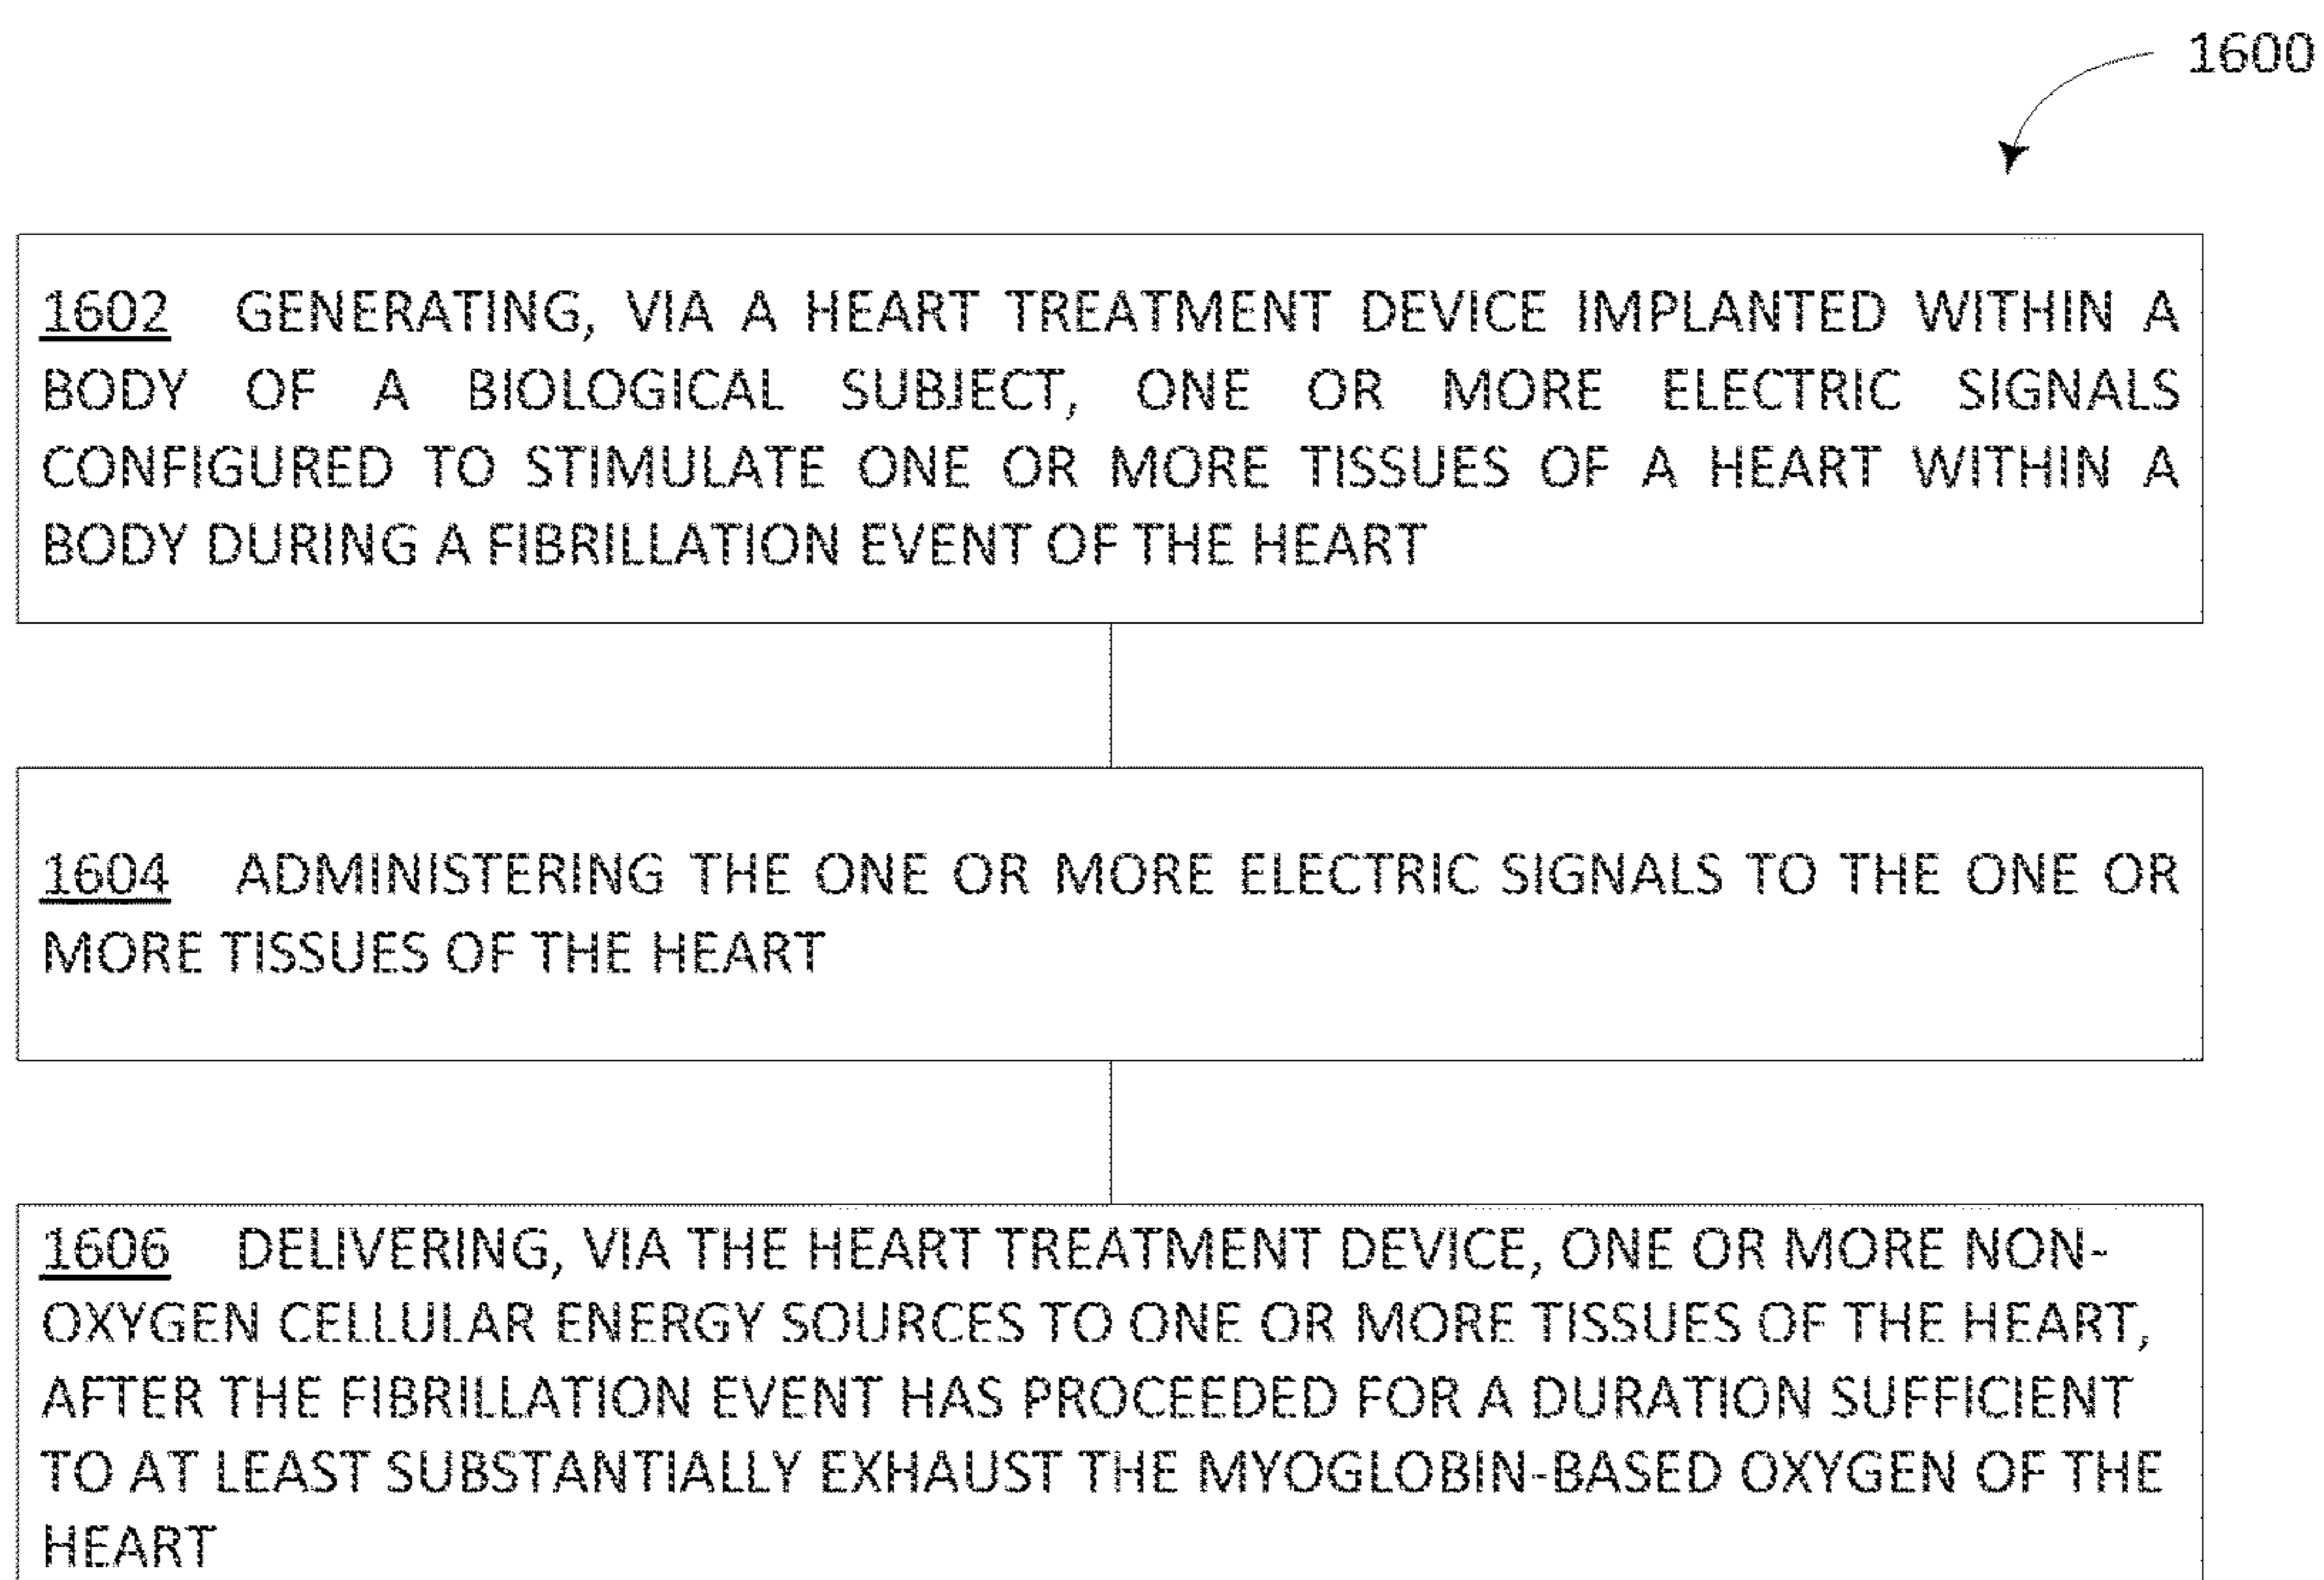 1600
1602 GENERATING, VIA A HEART TREATMENT DEVICE IMPLANTED WITHIN A
BODY OF A BIOLOGICAL SUBJECT, ONE OR MORE ELECTRIC SIGNALS
CONFIGURED TO STIMULATE ONE OR MORE TISSUES OF A HEART WITHIN A
BODY DURING A FIBRILLATION EVENT OF THE HEART
1604 ADMINISTERING THE ONE OR MORE ELECTRIC SIGNALS TO THE ONE OR
MORE TISSUES OF THE HEART
1606 DELIVERING, VIA THE HEART TREATMENT DEVICE, ONE OR MORE NON-
OXYGEN CELLULAR ENERGY SOURCES TO ONE OR MORE TISSUES OF THE HEART,
AFTER THE FIBRILLATION EVENT HAS PROCEEDED FOR A DURATION SUFFICIENT
TO AT LEAST SUBSTANTIALLY EXHAUST THE MYOGLOBIN-BASED OXYGEN OF THE
HEART